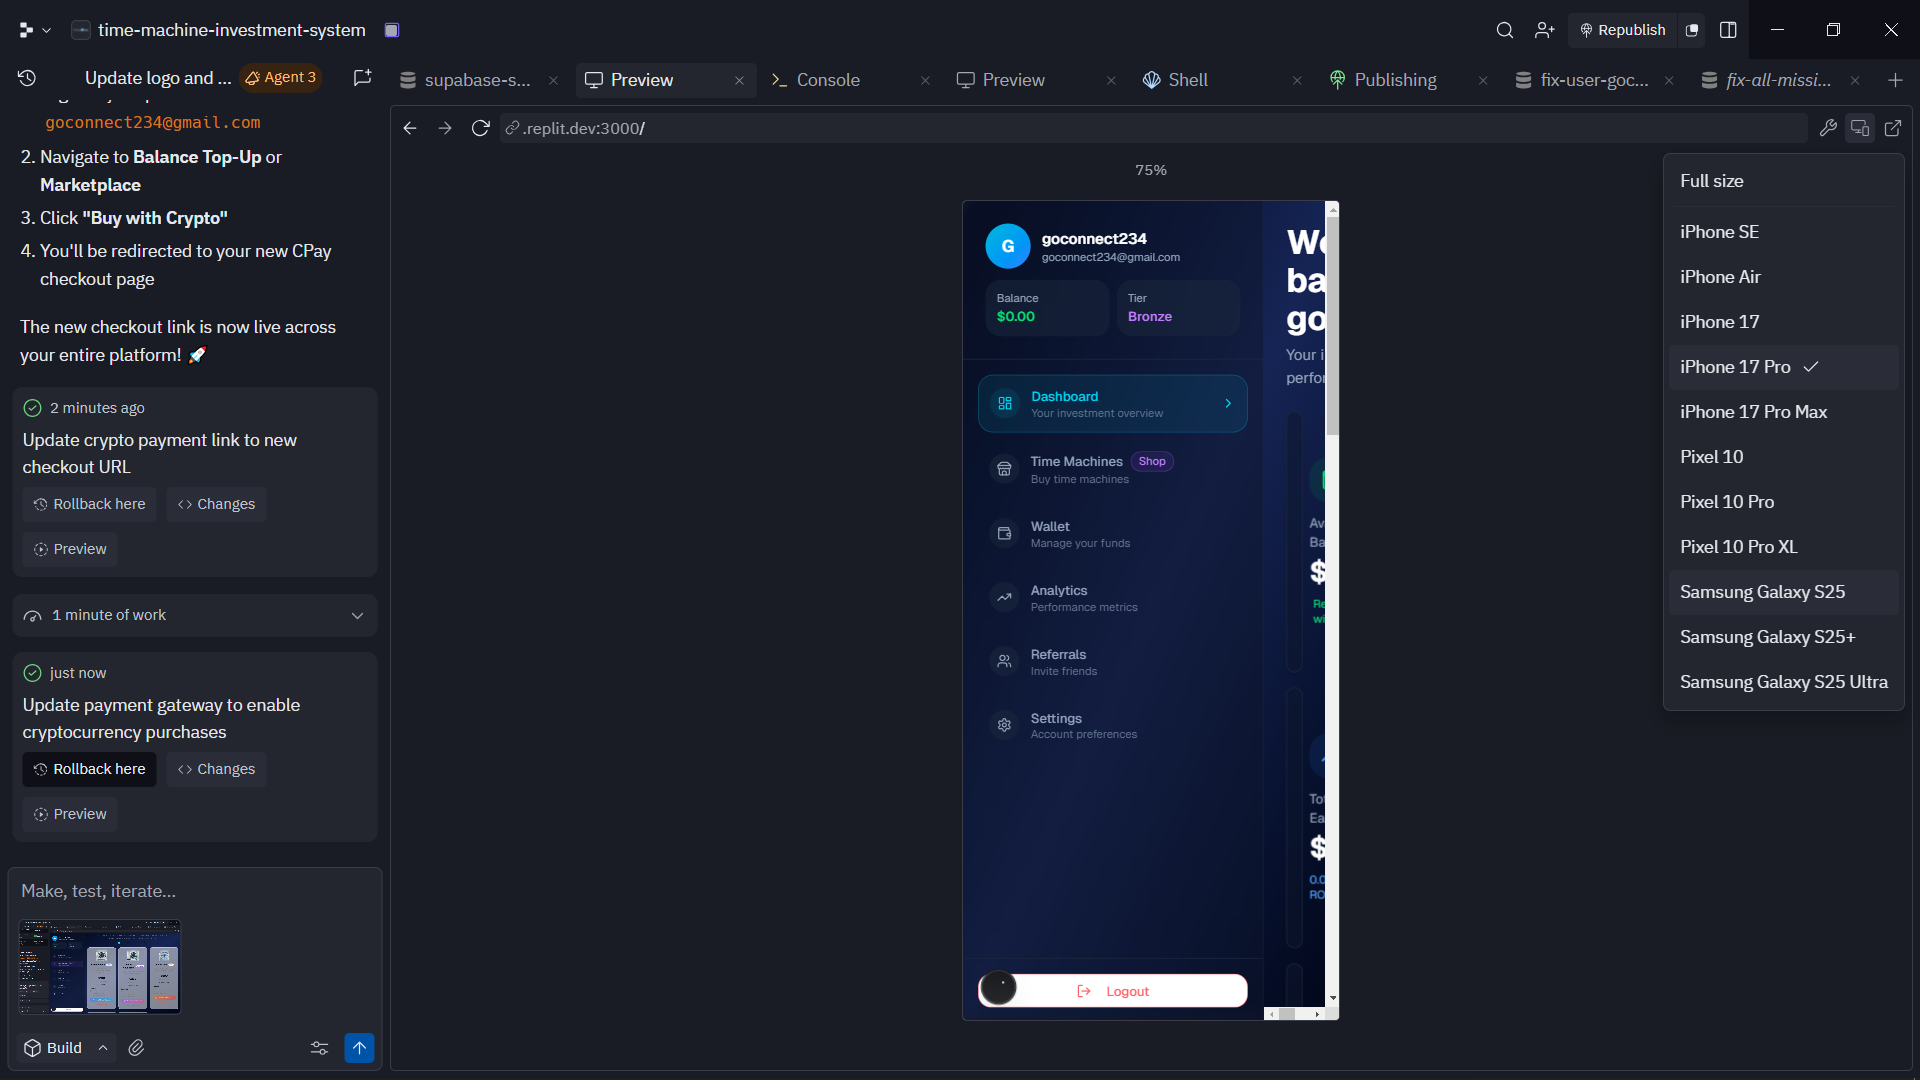 time-machine-investment-system
Republish
Update logo and ...
Agent 3
supabase-s...
Preview
Console
Preview
Shell
Publishing
fix-user-goc...
fix-all-missi...
goconnect234@gmail.com
2. Navigate to Balance Top-Up or
Marketplace
3. Click "Buy with Crypto"
4. You'll be redirected to your new CPay
checkout page
The new checkout link is now live across
your entire platform! 🚀
2 minutes ago
Update crypto payment link to new
checkout URL
Rollback here
Changes
Preview
1 minute of work
just now
Update payment gateway to enable
cryptocurrency purchases
Rollback here
Changes
Preview
Make, test, iterate...
Build
.replit.dev:3000/
75%
G
goconnect234
goconnect234@gmail.com
Balance
$0.00
Tier
Bronze
Dashboard
Your investment overview
Time Machines
Shop
Buy time machines
Wallet
Manage your funds
Analytics
Performance metrics
Referrals
Invite friends
Settings
Account preferences
Logout
ba
go
Your i
perfor
Av
Ba
$
Re
wi
To
Ea
$
0.0
RO
Full size
iPhone SE
iPhone Air
iPhone 17
iPhone 17 Pro
iPhone 17 Pro Max
Pixel 10
Pixel 10 Pro
Pixel 10 Pro XL
Samsung Galaxy S25
Samsung Galaxy S25+
Samsung Galaxy S25 Ultra